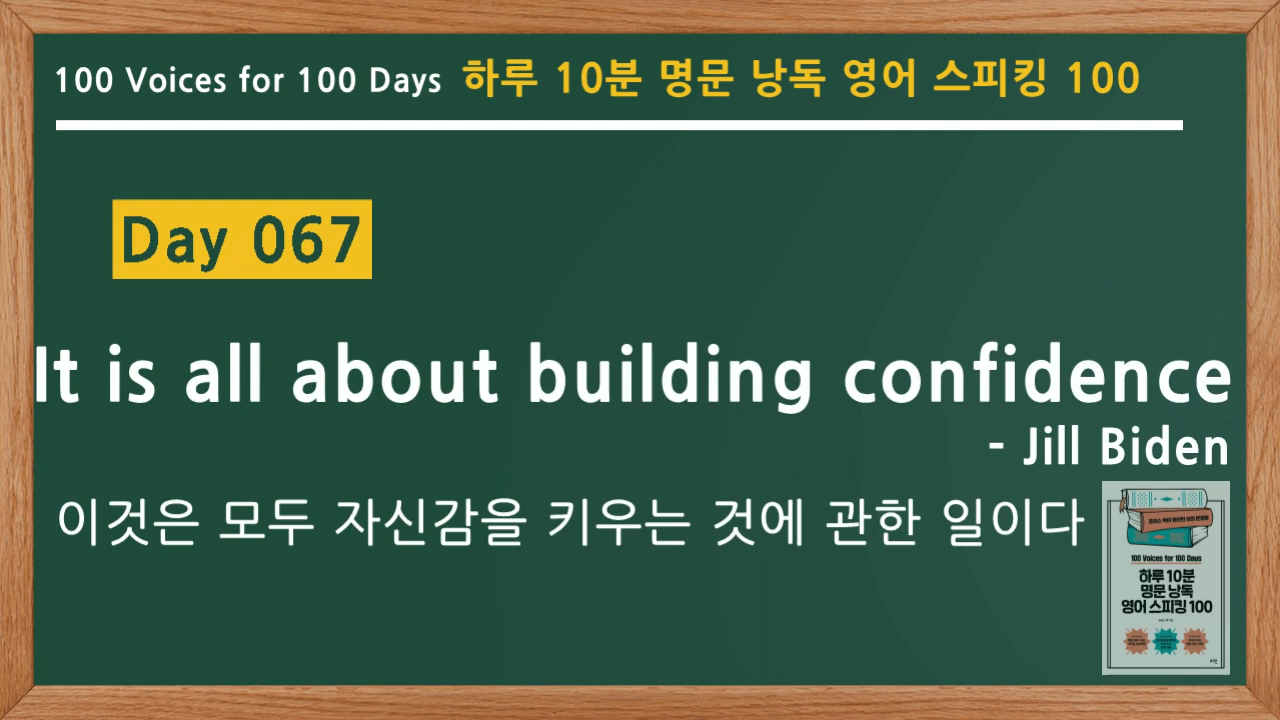 100 Voices for 100 Days 하루 10분 명문 낭독 영어 스피킹 100
Day 067
It is all about building confidence
- Jill Biden
이것은 모두 자신감을 키우는 것에 관한 일이다
100 Voices for 100 Days
하루 10분
명문 낭독
영어 스피킹 100